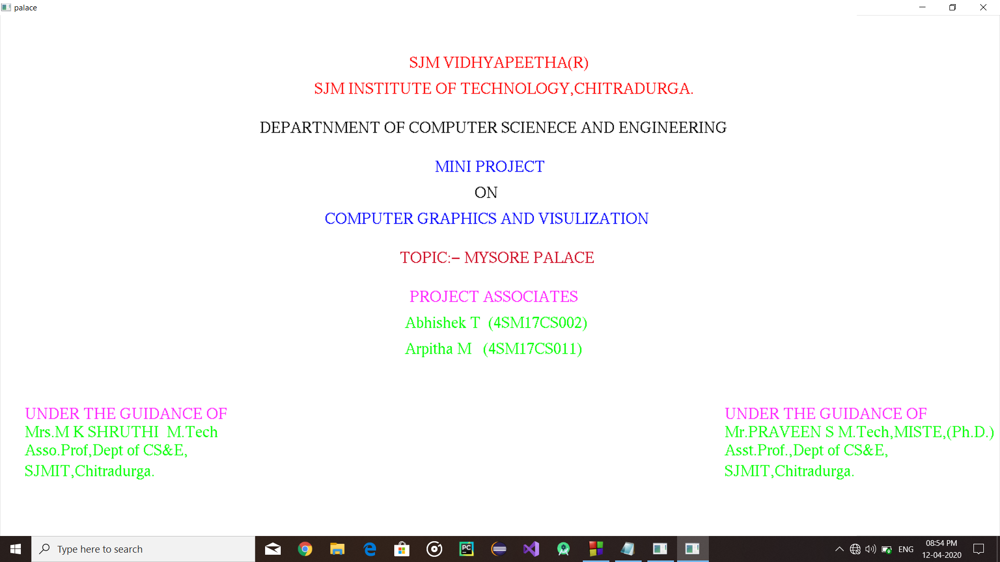 palace
SJM VIDHYAPEETHA(R)
SJM INSTITUTE OF TECHNOLOGY,CHITRADURGA.
DEPARTNMENT OF COMPUTER SCIENECE AND ENGINEERING
MINI PROJECT
ON
COMPUTER GRAPHICS AND VISULIZATION
TOPIC:– MYSORE PALACE
PROJECT ASSOCIATES
Abhishek T (4SM17CS002)
Arpitha M (4SM17CS011)
UNDER THE GUIDANCE OF
Mrs.M K SHRUTHI M.Tech
Asso.Prof,Dept of CS&E,
SJMIT,Chitradurga.
UNDER THE GUIDANCE OF
Mr.PRAVEEN S M.Tech,MISTE,(Ph.D.)
Asst.Prof.,Dept of CS&E,
SJMIT,Chitradurga.
Type here to search
PC
ENG
08:54 PM
12-04-2020